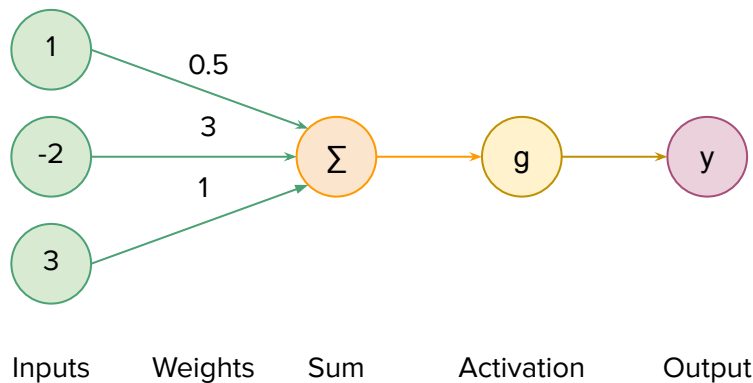 1
0.5
3
-2
Σ
g
y
1
3
Inputs
Weights
Sum
Activation
Output